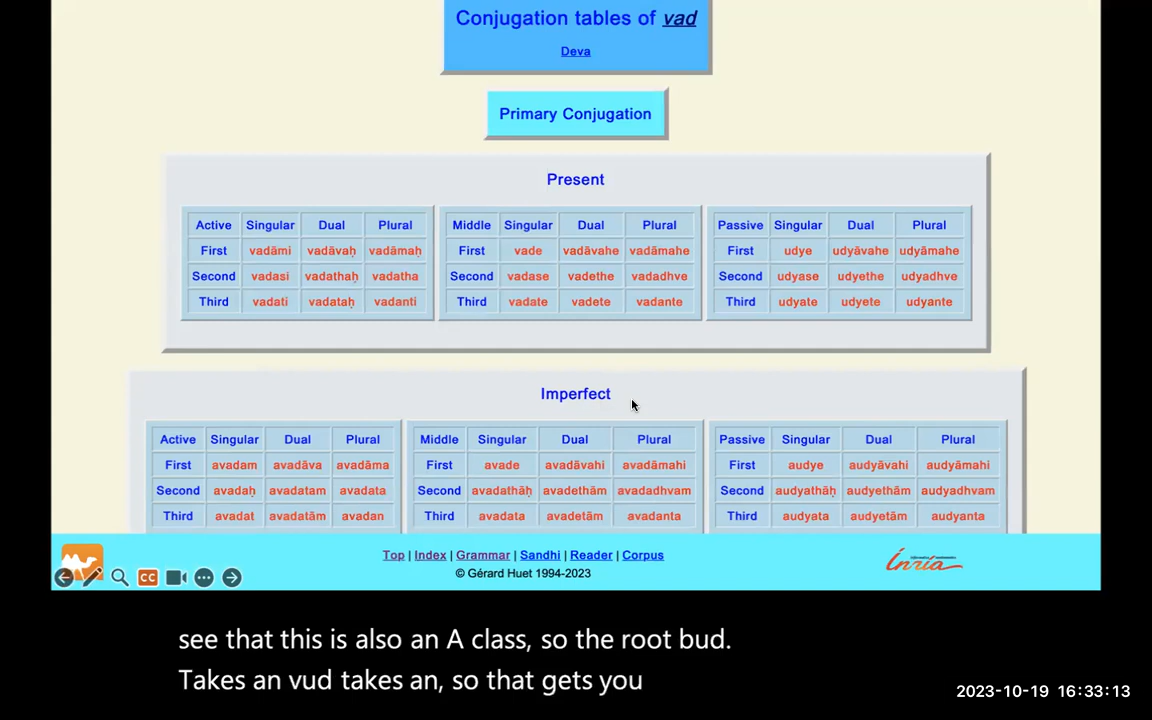 Conjugation tables of vad
Deva
Primary Conjugation
Present
Active Singular Dual Plural Middle Singular Dual Plural Passive Singular Dual Plural
First vadāmi vadāvaḥ vadāmaḥ First vade vadāvahe vadāmahe First udye udyāvahe udyāmahe
Second vadasi vadathaḥ vadatha Second vadase vadethe vadadhve Second udyase udyethe udyadhve
Third vadati vadataḥ vadanti Third vadate vadete vadante Third udyate udyete udyante
Imperfect
Active Singular Dual Plural Middle Singular Dual Plural Passive Singular Dual Plural
First avadam avadāva avadāma First avade avadāvahi avadāmahi First audye audyāvahi audyāmahi
Second avadaḥ avadatam avadata Second avadathāḥ avadethām avadadhvam Second audyathāḥ audyethām audyadhvam
Third avadat avadatām avadan Third avadata avadetām avadanta Third audyata audyetām audyanta
Top | Index | Grammar | Sandhi | Reader | Corpus
© Gérard Huet 1994-2023
Inria
CC
see that this is also an A class, so the root bud.
Takes an vud takes an, so that gets you
2023-10-19 16:33:13